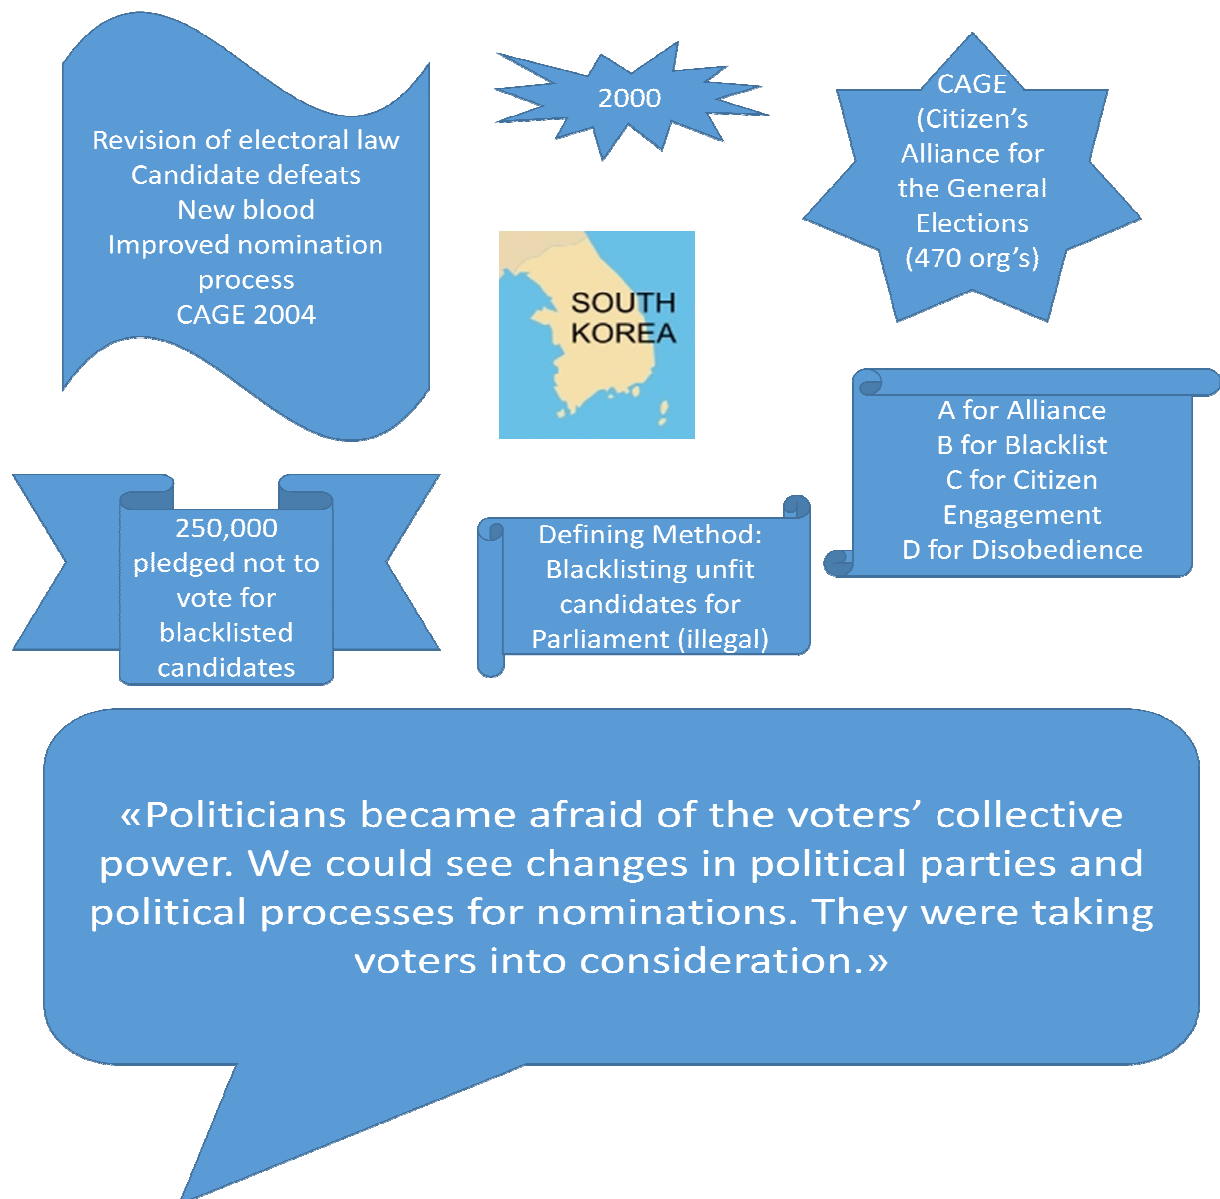 Revision of electoral law
Candidate defeats
New blood
Improved nomination
process
CAGE 2004
2000
CAGE
(Citizen’s
Alliance for
the General
Elections
(470 org’s)
SOUTH
KOREA
A for Alliance
B for Blacklist
C for Citizen
Engagement
D for Disobedience
250,000
pledged not to
vote for
blacklisted
candidates
Defining Method:
Blacklisting unfit
candidates for
Parliament (illegal)
«Politicians became afraid of the voters’ collective
power. We could see changes in political parties and
political processes for nominations. They were taking
voters into consideration.»